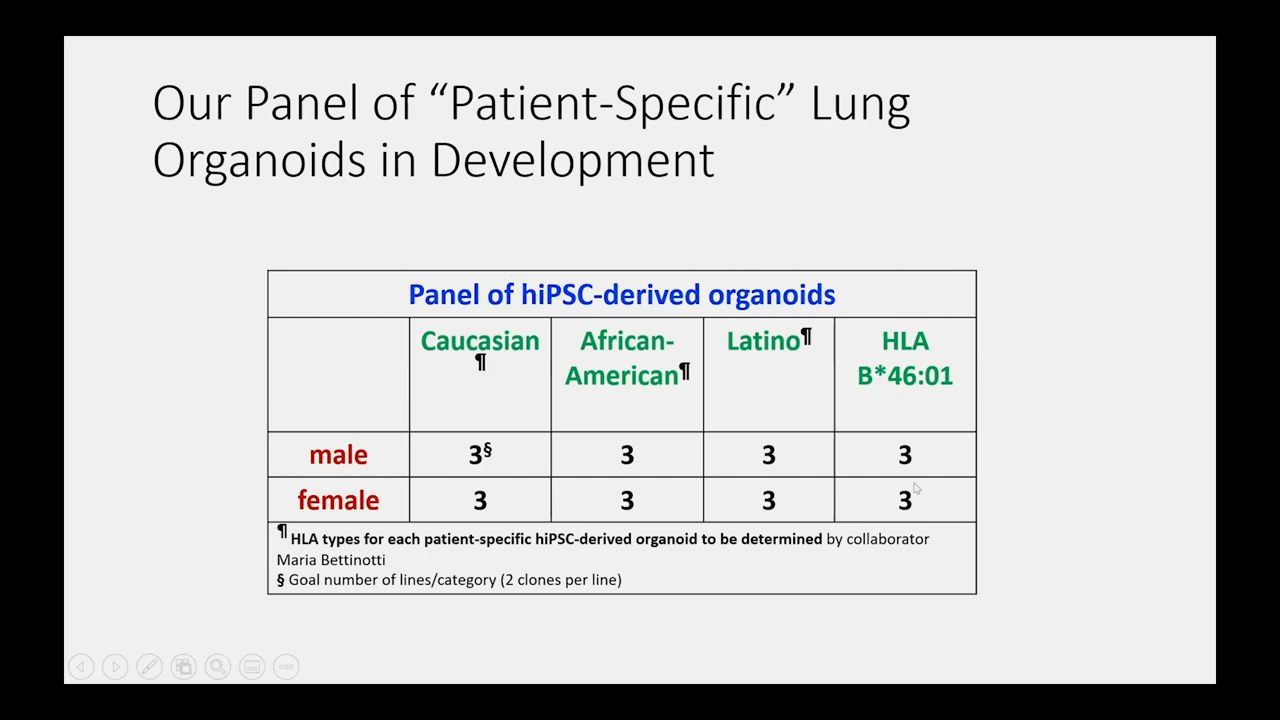 Our Panel of “Patient-Specific” Lung
Organoids in Development
Panel of hiPSC-derived organoids
Caucasian¶ African-American¶ Latino¶ HLA B*46:01
male 3§ 3 3 3
female 3 3 3 3
¶ HLA types for each patient-specific hiPSC-derived organoid to be determined by collaborator
Maria Bettinotti
§ Goal number of lines/category (2 clones per line)